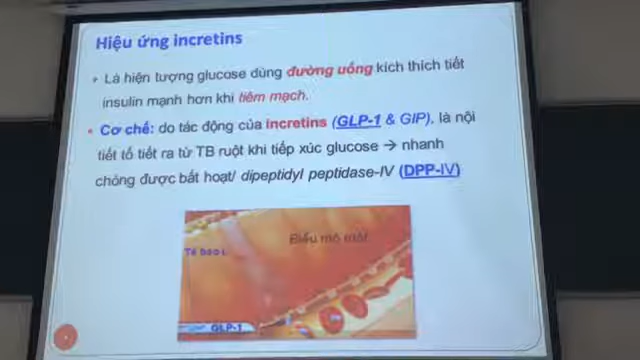 Hiệu ứng incretins
Là hiện tượng glucose dùng đường uống kích thích tiết
insulin mạnh hơn khi tiêm mạch.
Cơ chế: do tác động của incretins (GLP-1 & GIP), là nội
tiết tố tiết ra từ TB ruột khi tiếp xúc glucose → nhanh
chóng được bất hoạt/ dipeptidyl peptidase-IV (DPP-IV)
Biểu mô ruột
Tế bào L
GLP-1